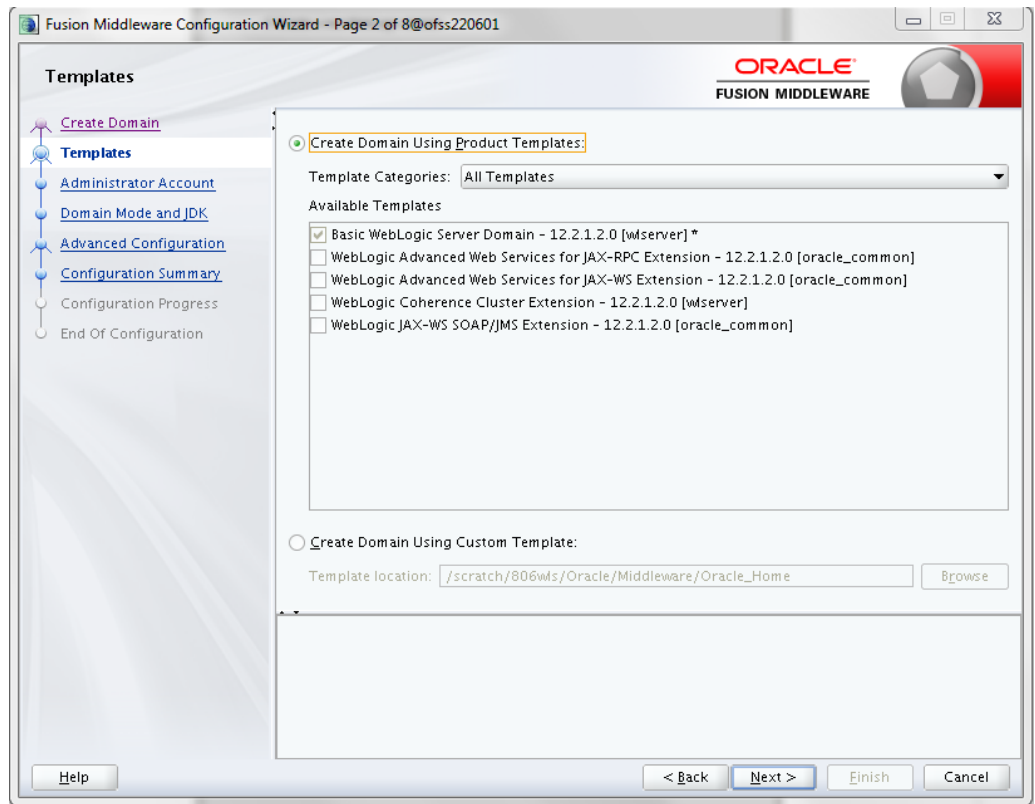 Fusion Middleware Configuration Wizard - Page 2 of 8@ofss220601
Templates
ORACLE
FUSION MIDDLEWARE
Create Domain
Templates
Administrator Account
Domain Mode and JDK
Advanced Configuration
Configuration Summary
Configuration Progress
End Of Configuration
Create Domain Using Product Templates:
Template Categories: All Templates
Available Templates
Basic WebLogic Server Domain - 12.2.1.2.0 [wlserver] *
WebLogic Advanced Web Services for JAX-RPC Extension - 12.2.1.2.0 [oracle_common]
WebLogic Advanced Web Services for JAX-WS Extension - 12.2.1.2.0 [oracle_common]
WebLogic Coherence Cluster Extension - 12.2.1.2.0 [wlserver]
WebLogic JAX-WS SOAP/JMS Extension - 12.2.1.2.0 [oracle_common]
Create Domain Using Custom Template:
Template location: /scratch/806wls/Oracle/Middleware/Oracle_Home Browse
Help < Back Next > Finish Cancel